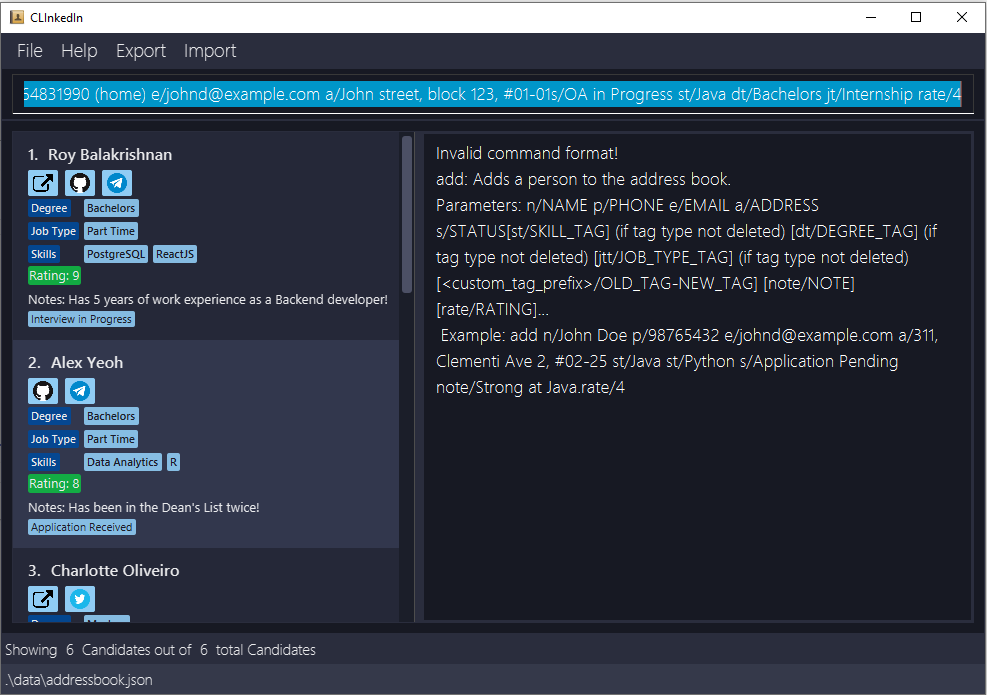 CLInkedIn
File Help Export Import
54831990 (home) e/johnd@example.com a/John street, block 123, #01-01s/OA in Progress st/Java dt/Bachelors jt/Internship rate/4
1. Roy Balakrishnan
Degree Bachelors
Job Type Part Time
Skills PostgreSQL ReactJS
Rating: 9
Notes: Has 5 years of work experience as a Backend developer!
Interview in Progress
2. Alex Yeoh
Degree Bachelors
Job Type Part Time
Skills Data Analytics R
Rating: 8
Notes: Has been in the Dean's List twice!
Application Received
3. Charlotte Oliveiro
Invalid command format!
add: Adds a person to the address book.
Parameters: n/NAME p/PHONE e/EMAIL a/ADDRESS
s/STATUS[st/SKILL_TAG] (if tag type not deleted) [dt/DEGREE_TAG] (if
tag type not deleted) [jtt/JOB_TYPE_TAG] (if tag type not deleted)
[<custom_tag_prefix>/OLD_TAG-NEW_TAG] [note/NOTE]
[rate/RATING]...
Example: add n/John Doe p/98765432 e/johnd@example.com a/311,
Clementi Ave 2, #02-25 st/Java st/Python s/Application Pending
note/Strong at Java.rate/4
Showing 6 Candidates out of 6 total Candidates
.\data\addressbook.json